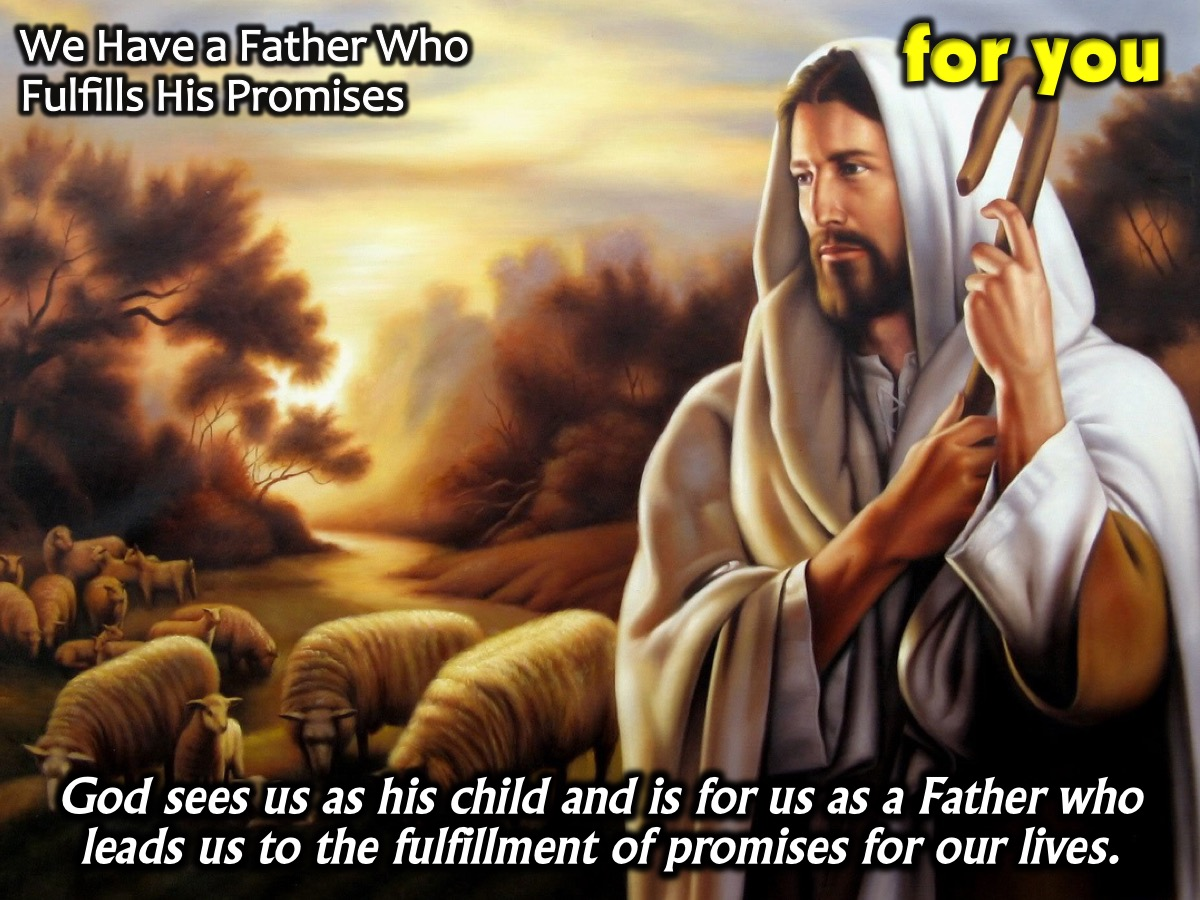 We Have a Father Who
Fulfills His Promises
for you
God sees us as his child and is for us as a Father who
leads us to the fulfillment of promises for our lives.